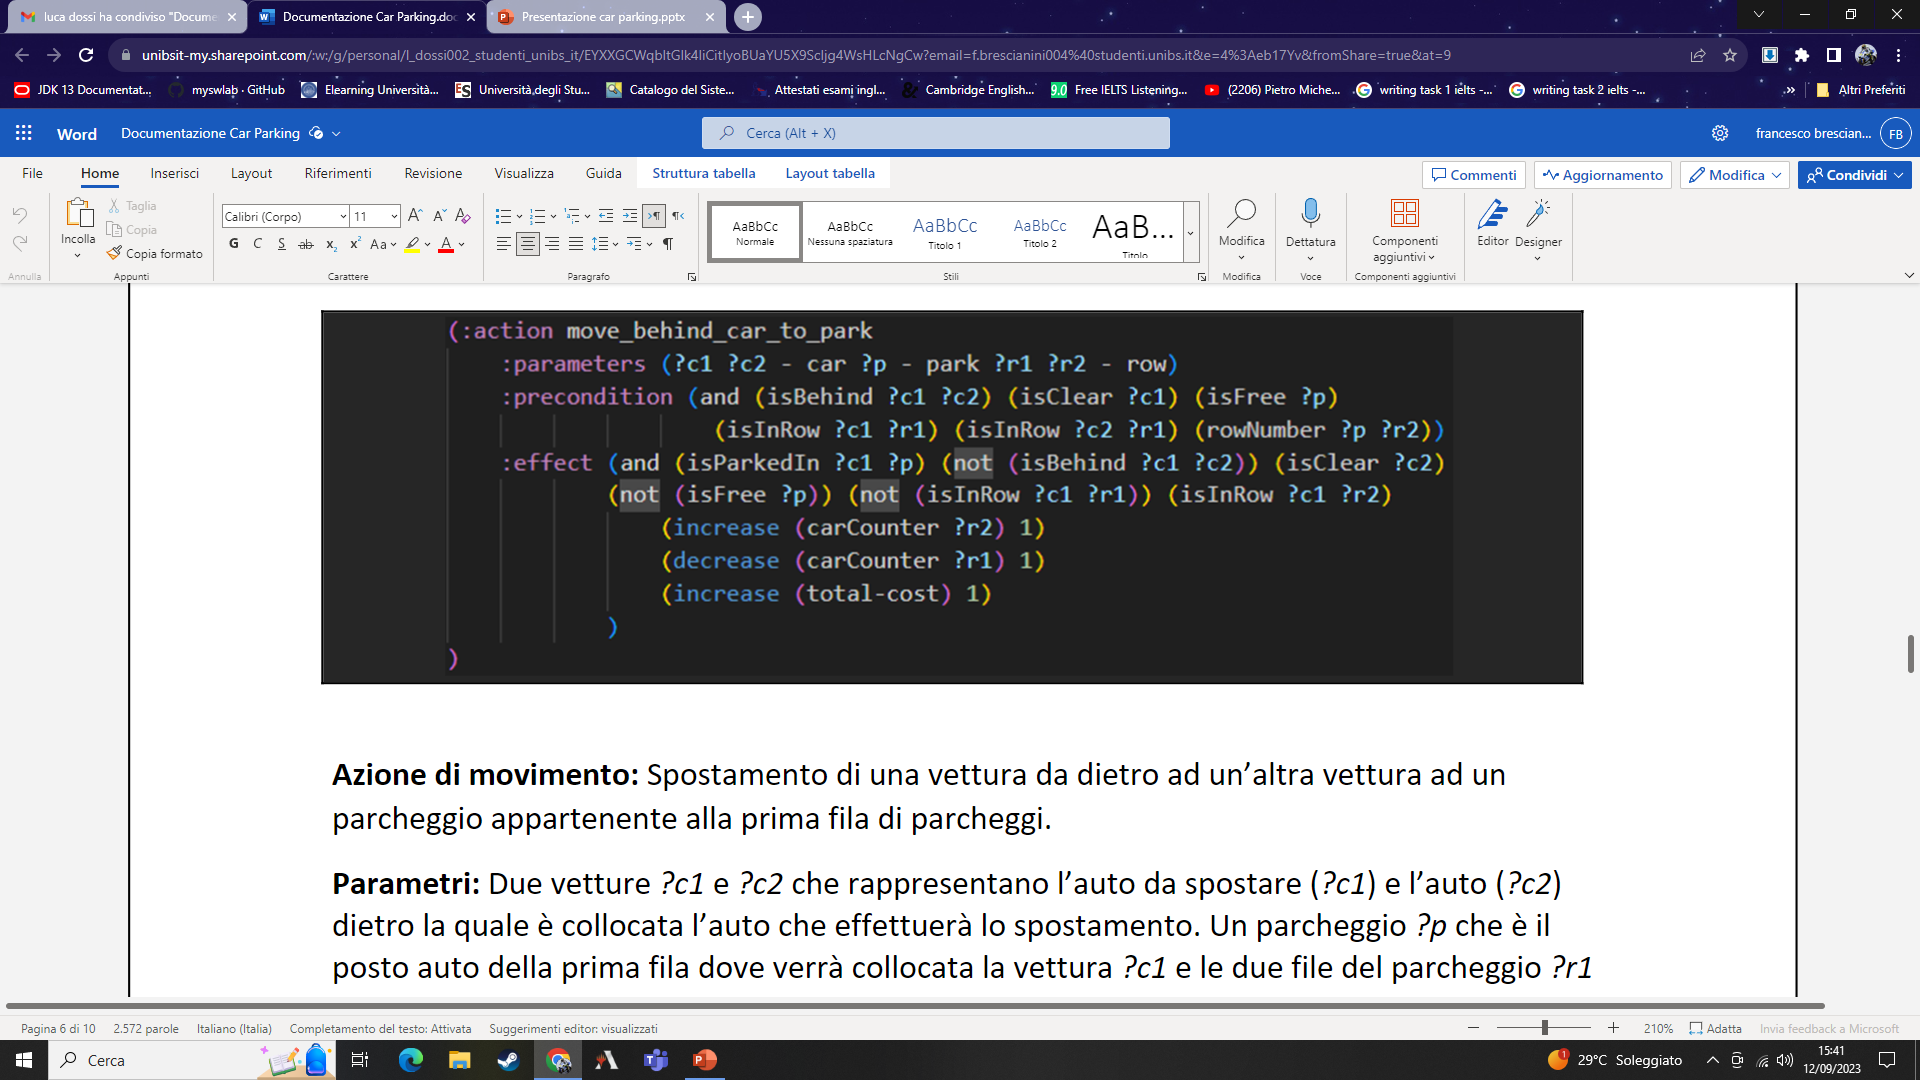 luca dossi ha condiviso "Docume
Documentazione Car Parking.doc
Presentazione car parking.pptx
unibsit-my.sharepoint.com/:w:/g/personal/l_dossi002_studenti_unibs_it/EYXXGCWqbltGlk4liCitlyoBUaYU5X9ScIjg4WsHLcNgCw?email=f.brescianini004%40studenti.unibs.it&e=4%3Aeb17Yv&fromShare=true&at=9
JDK 13 Documentat...
myswlab · GitHub
Elearning Università...
Università degli Stu...
Catalogo del Siste...
Attestati esami ingl...
Cambridge English...
9.0 Free IELTS Listening...
(2206) Pietro Miche...
writing task 1 ielts -...
writing task 2 ielts -...
»
Altri Preferiti
Word
Documentazione Car Parking
Cerca (Alt + X)
francesco brescian...
FB
File
Home
Inserisci
Layout
Riferimenti
Revisione
Visualizza
Guida
Struttura tabella
Layout tabella
Commenti
Aggiornamento
Modifica
Condividi
Incolla
Taglia
Copia
Copia formato
Calibri (Corpo)
11
G C S ab x₂ x² Aa A
AaBbCc
Normale
AaBbCc
Nessuna spaziatura
AaBbCc
Titolo 1
AaBbCc
Titolo 2
AaB...
Titolo
Modifica
Dettatura
Componenti
aggiuntivi
Editor
Designer
Annulla
Appunti
Carattere
Paragrafo
Stili
Modifica
Voce
Componenti aggiuntivi
(:action move_behind_car_to_park
:parameters (?c1 ?c2 - car ?p - park ?r1 ?r2 - row)
:precondition (and (isBehind ?c1 ?c2) (isClear ?c1) (isFree ?p)
(isInRow ?c1 ?r1) (isInRow ?c2 ?r1) (rowNumber ?p ?r2))
:effect (and (isParkedIn ?c1 ?p) (not (isBehind ?c1 ?c2)) (isClear ?c2)
(not (isFree ?p)) (not (isInRow ?c1 ?r1)) (isInRow ?c1 ?r2)
(increase (carCounter ?r2) 1)
(decrease (carCounter ?r1) 1)
(increase (total-cost) 1)
)
)
Azione di movimento: Spostamento di una vettura da dietro ad un'altra vettura ad un
parcheggio appartenente alla prima fila di parcheggi.
Parametri: Due vetture ?c1 e ?c2 che rappresentano l'auto da spostare (?c1) e l'auto (?c2)
dietro la quale è collocata l'auto che effettuerà lo spostamento. Un parcheggio ?p che è il
posto auto della prima fila dove verrà collocata la vettura ?c1 e le due file del parcheggio ?r1
Pagina 6 di 10
2.572 parole
Italiano (Italia)
Completamento del testo: Attivata
Suggerimenti editor: visualizzati
210%
Adatta
Invia feedback a Microsoft
Cerca
1
29°C Soleggiato
15:41
12/09/2023